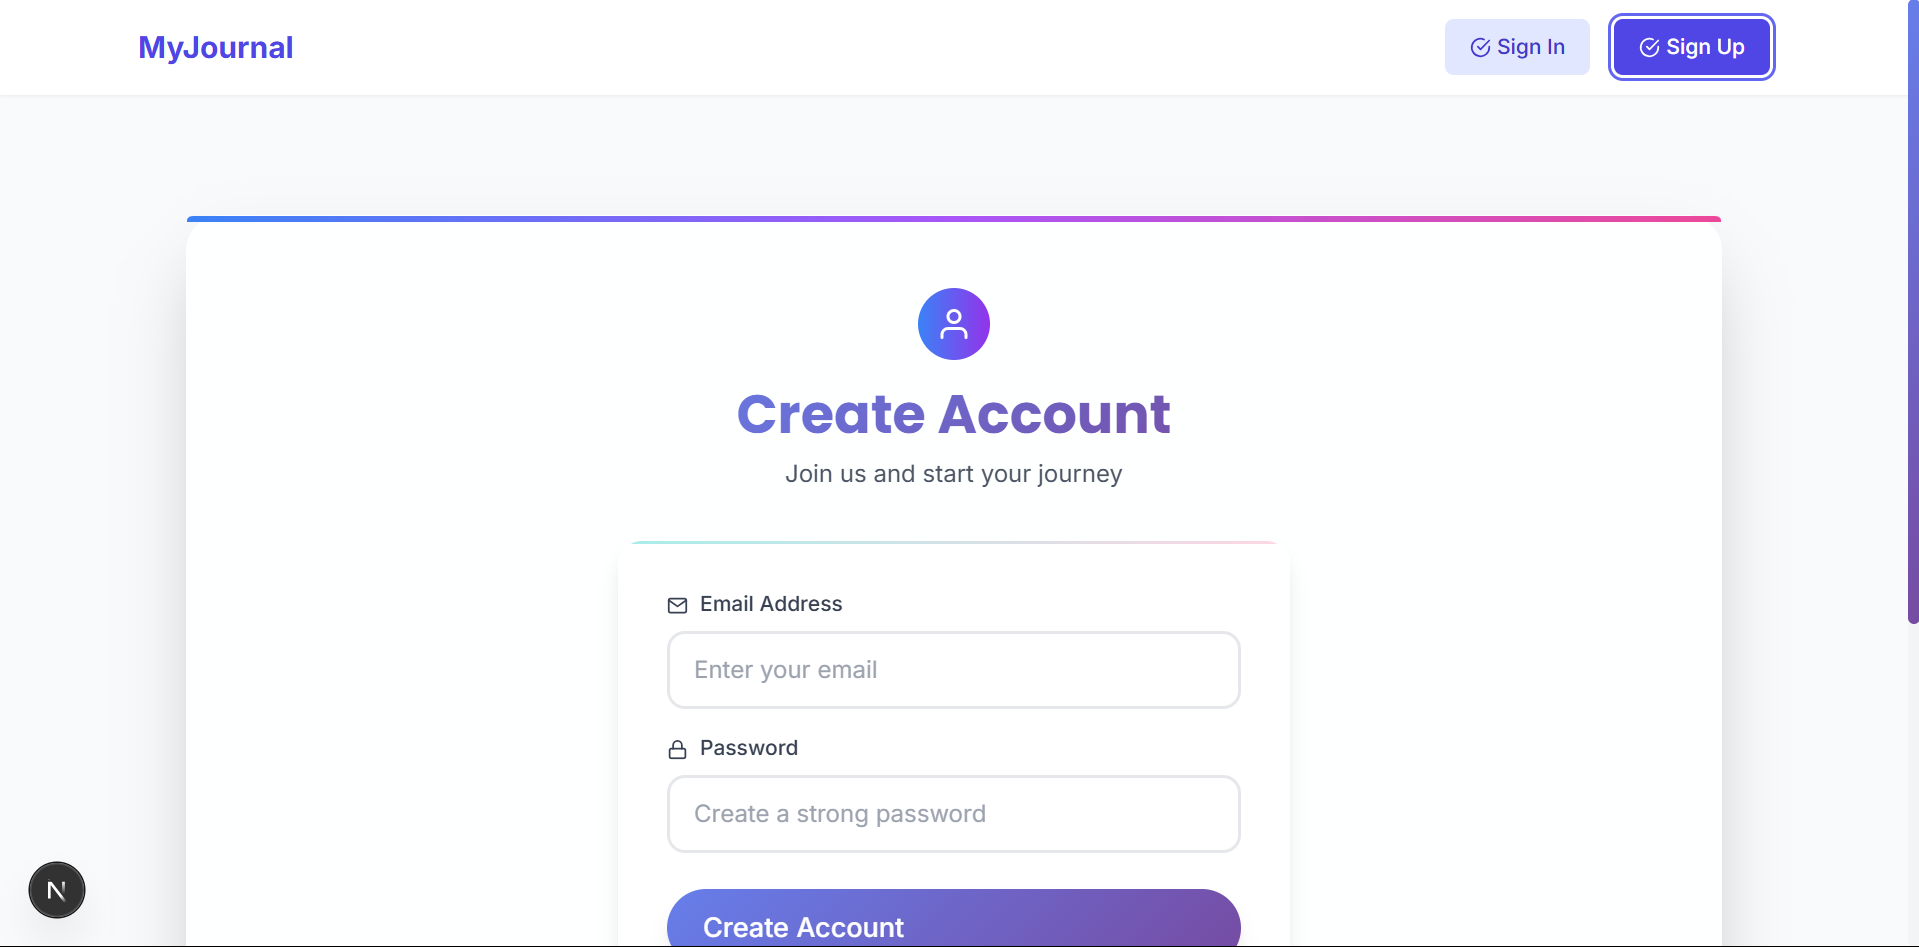 MyJournal
Sign In
Sign Up
Create Account
Join us and start your journey
Email Address
Enter your email
Password
Create a strong password
Create Account
N